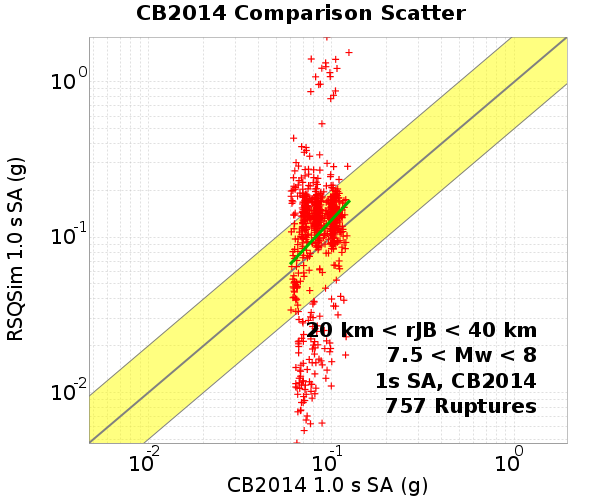 CB2014 Comparison Scatter
RSQSim 1.0 s SA (g)
10^0
10^-1
10^-2
20 km < rJB < 40 km
7.5 < Mw < 8
1s SA, CB2014
757 Ruptures
10^-2
10^-1
10^0
CB2014 1.0 s SA (g)